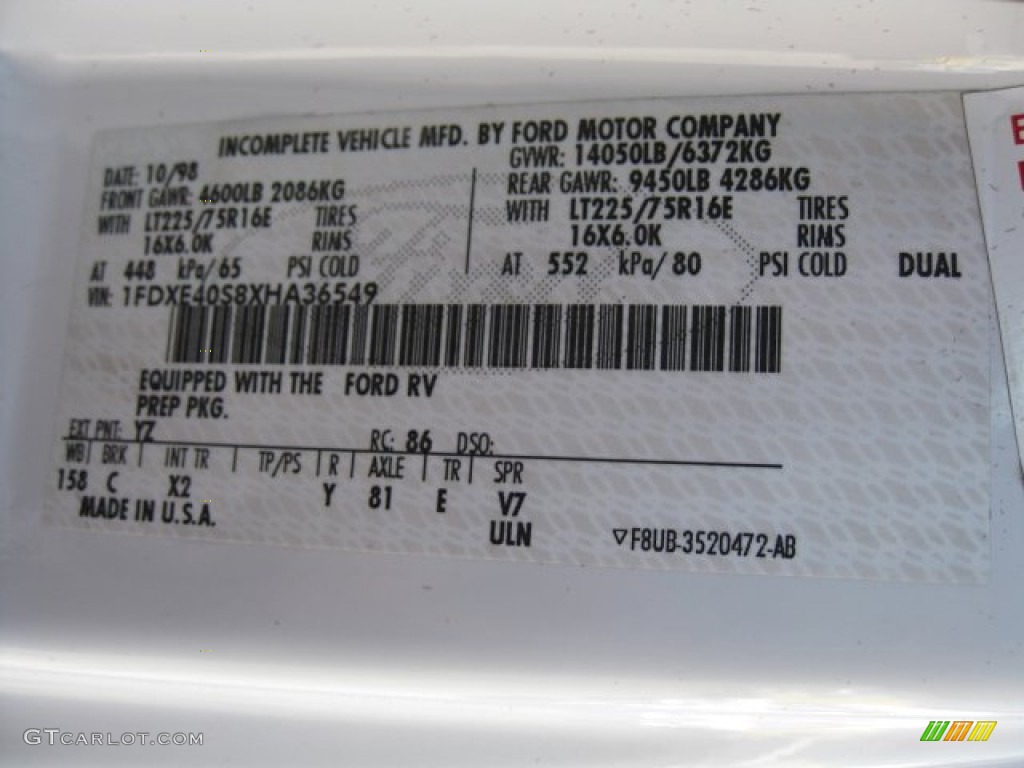 INCOMPLETE VEHICLE MFD. BY FORD MOTOR COMPANY
DATE: 10/98 GVWR: 14050LB/6372KG
FRONT GAWR: 4600LB 2086KG REAR GAWR: 9450LB 4286KG
WITH LT225/75R16E TIRES WITH LT225/75R16E TIRES
16X6.0K RIMS 16X6.0K RIMS
AT 448 kPa/65 PSI COLD AT 552 kPa/80 PSI COLD DUAL
VIN: 1FDXE40S8XHA36549
EQUIPPED WITH THE FORD RV
PREP PKG.
EXT PNT: YZ RC: 86 DSO:
WB BRK INT TR TP/PS R AXLE TR SPR
158 C X2 Y 81 E V7
MADE IN U.S.A. ULN F8UB-3520472-AB
GTCARLOT.COM